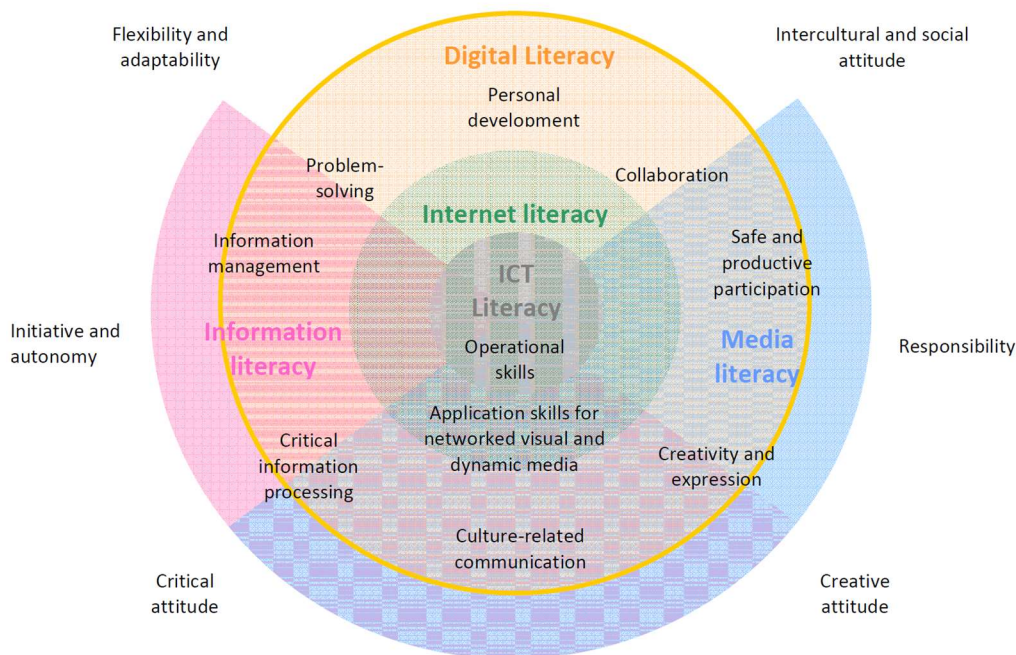 Flexibility and
adaptability
Intercultural and social
attitude
Digital Literacy
Personal
development
Problem-
solving
Collaboration
Internet literacy
Information
management
Safe and
productive
participation
ICT
Literacy
Initiative and
autonomy
Information
literacy
Operational
skills
Media
literacy
Responsibility
Application skills for
networked visual and
dynamic media
Critical
information
processing
Creativity and
expression
Culture-related
communication
Critical
attitude
Creative
attitude